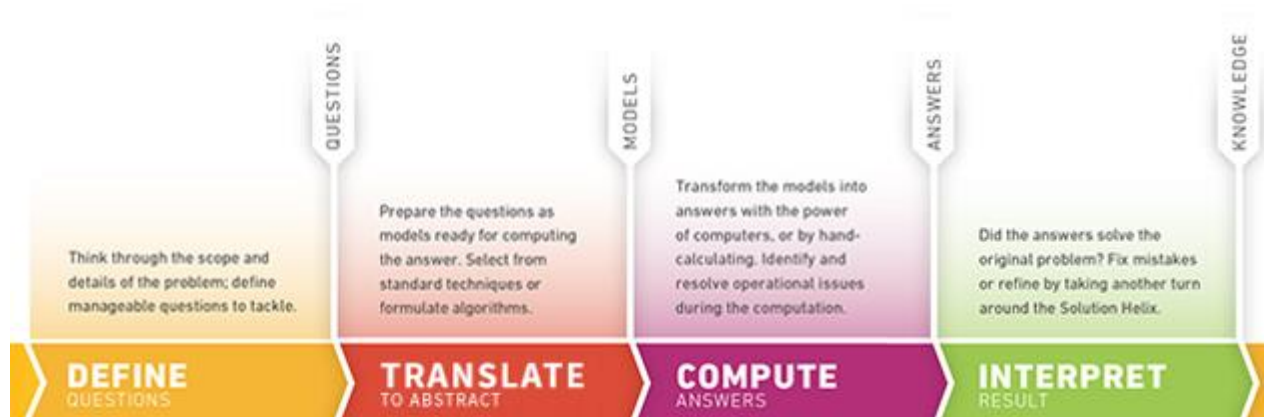 QUESTIONS
Think through the scope and
details of the problem; define
manageable questions to tackle.
DEFINE
QUESTIONS
MODELS
Prepare the questions as
models ready for computing
the answer. Select from
standard techniques or
formulate algorithms.
TRANSLATE
TO ABSTRACT
ANSWERS
Transform the models into
answers with the power
of computers, or by hand-
calculating. Identify and
resolve operational issues
during the computation.
COMPUTE
ANSWERS
KNOWLEDGE
Did the answers solve the
original problem? Fix mistakes
or refine by taking another turn
around the Solution Helix.
INTERPRET
RESULT